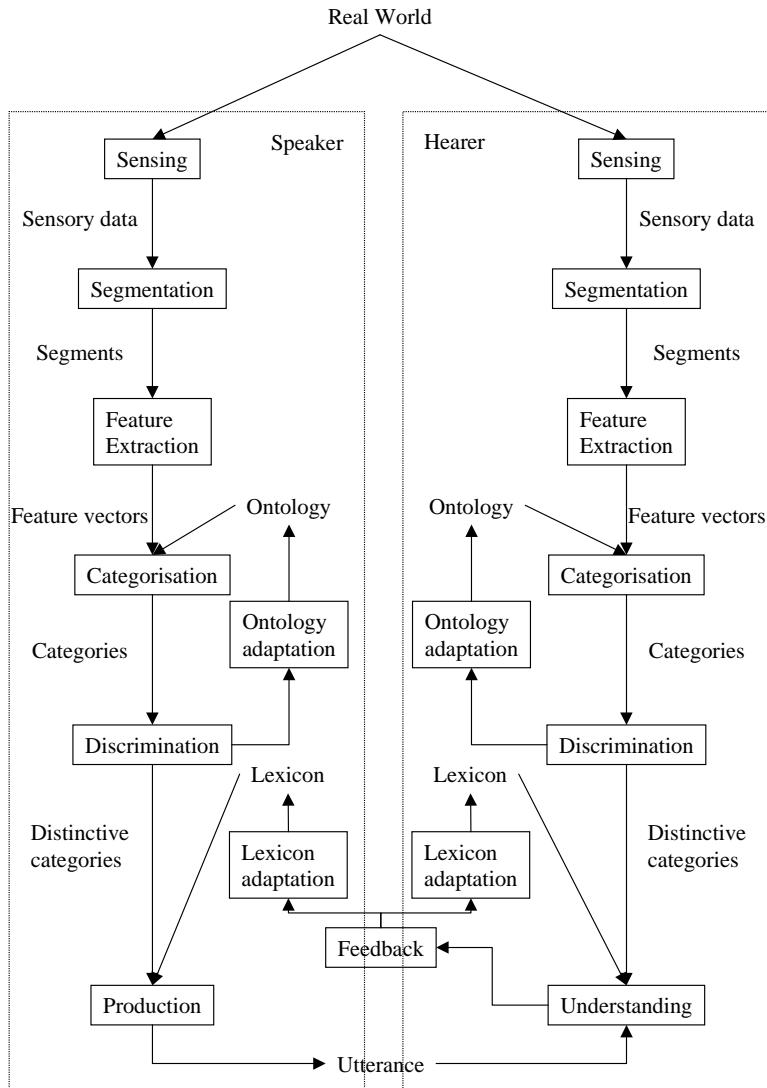 Real World
Speaker
Hearer
Sensing
Sensing
Sensory data
Sensory data
Segmentation
Segmentation
Segments
Segments
Feature
Extraction
Feature
Extraction
Feature vectors
Ontology
Ontology
Feature vectors
Categorisation
Categorisation
Ontology
adaptation
Ontology
adaptation
Categories
Categories
Discrimination
Discrimination
Lexicon
Lexicon
Distinctive
categories
Lexicon
adaptation
Lexicon
adaptation
Distinctive
categories
Feedback
Production
Understanding
Utterance